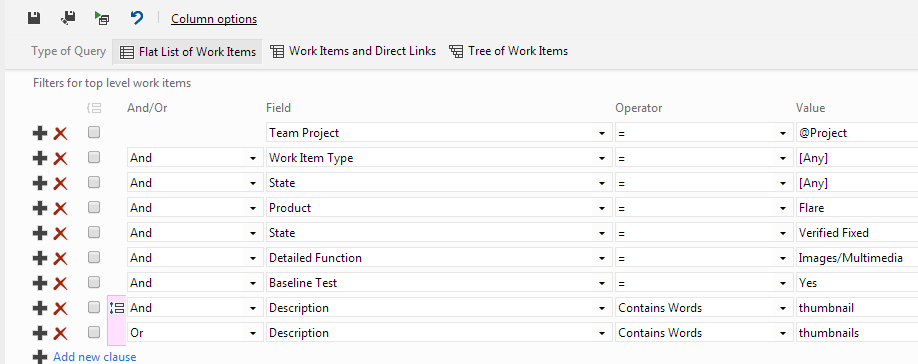 Column options
Type of Query Flat List of Work Items Work Items and Direct Links Tree of Work Items
Filters for top level work items
And/Or Field Operator Value
Team Project = @Project
And Work Item Type = [Any]
And State = [Any]
And Product = Flare
And State = Verified Fixed
And Detailed Function = Images/Multimedia
And Baseline Test = Yes
And Description Contains Words thumbnail
Or Description Contains Words thumbnails
Add new clause